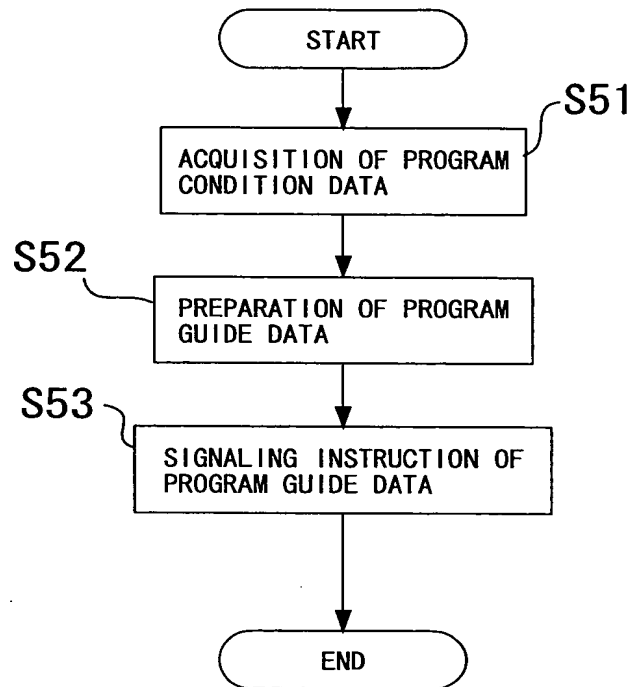 START
S51
ACQUISITION OF PROGRAM
CONDITION DATA
S52
PREPARATION OF PROGRAM
GUIDE DATA
S53
SIGNALING INSTRUCTION OF
PROGRAM GUIDE DATA
END